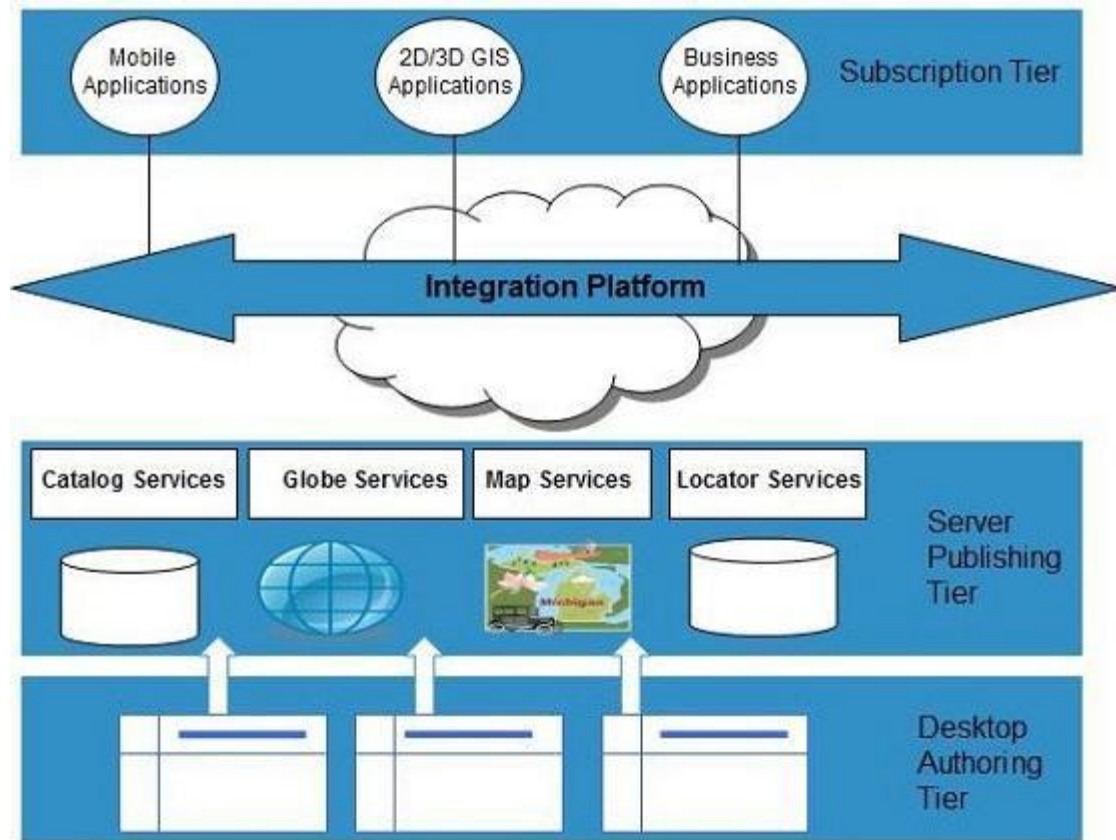 Mobile
Applications
2D/3D GIS
Applications
Business
Applications
Subscription Tier
Integration Platform
Catalog Services
Globe Services
Map Services
Locator Services
Server
Publishing
Tier
Michigan
Desktop
Authoring
Tier